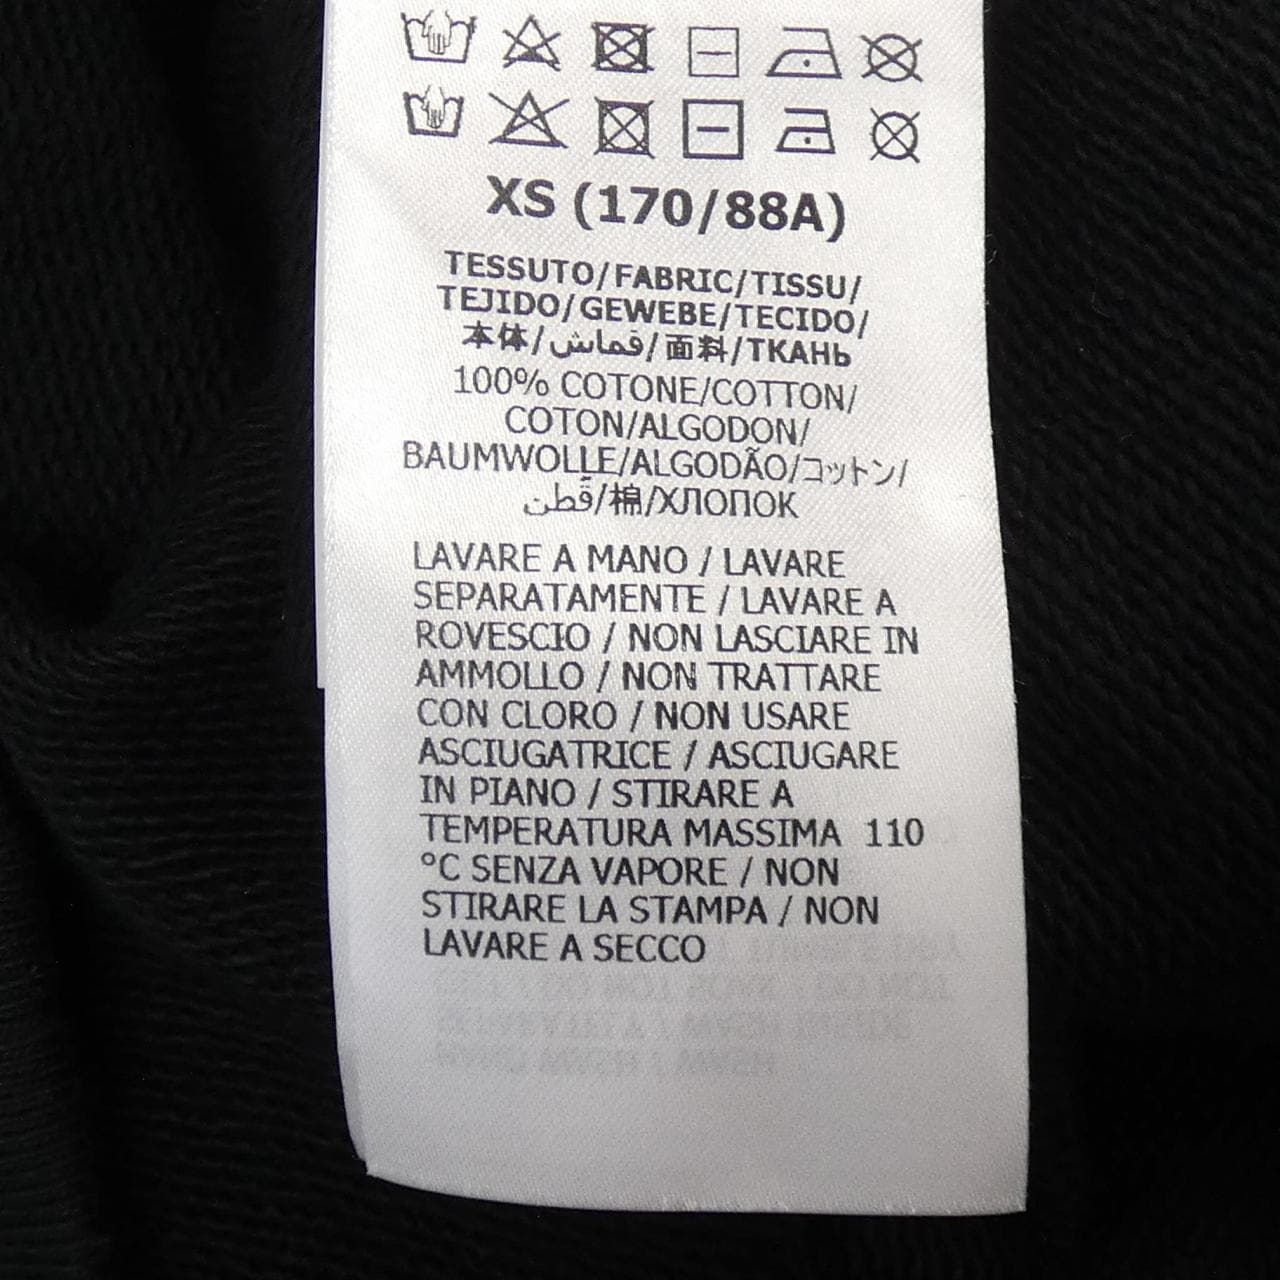 XS (170/88A)
TESSUTO/FABRIC/TISSU/
TEJIDO/GEWEBE/TECIDO/
本体/قماش/面料/ТКАНЬ
100% COTONE/COTTON/
COTON/ALGODON/
BAUMWOLLE/ALGODÃO/コットン/
قُطن/棉/ХЛОПОК
LAVARE A MANO / LAVARE
SEPARATAMENTE / LAVARE A
ROVESCIO / NON LASCIARE IN
AMMOLLO / NON TRATTARE
CON CLORO / NON USARE
ASCIUGATRICE / ASCIUGARE
IN PIANO / STIRARE A
TEMPERATURA MASSIMA 110
°C SENZA VAPORE / NON
STIRARE LA STAMPA / NON
LAVARE A SECCO